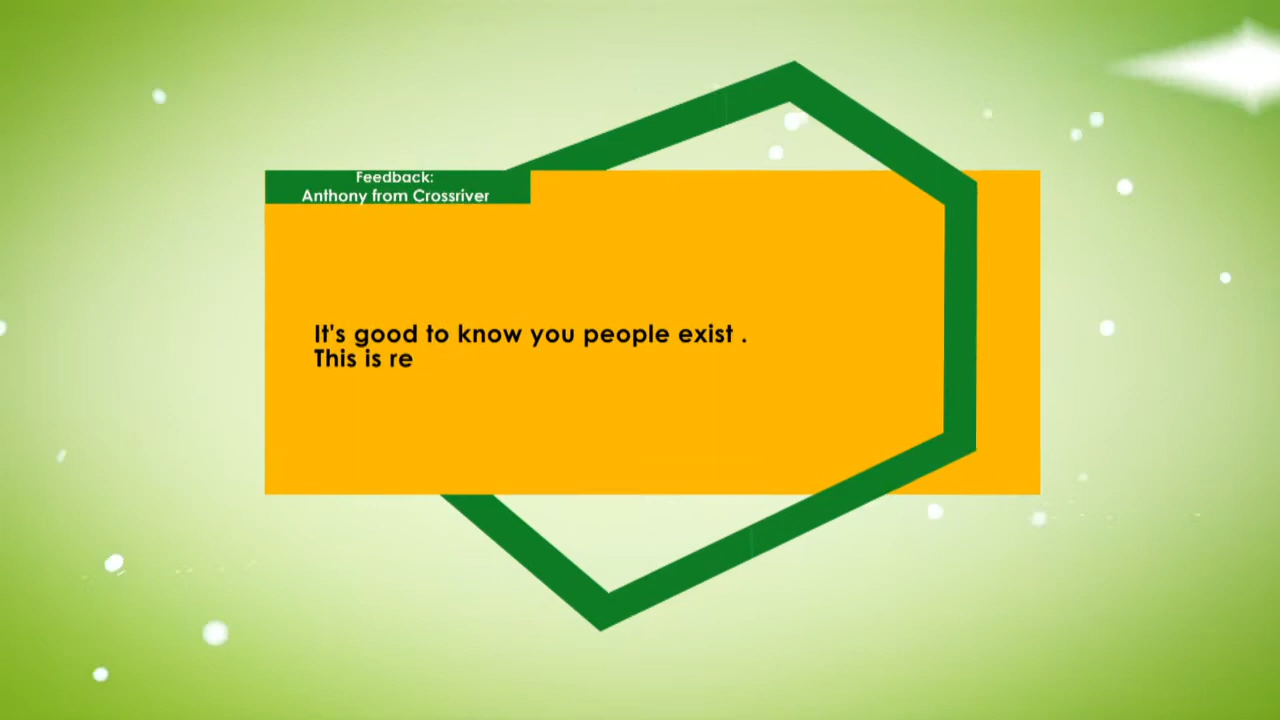 Feedback:
Anthony from Crossriver
It's good to know you people exist .
This is re